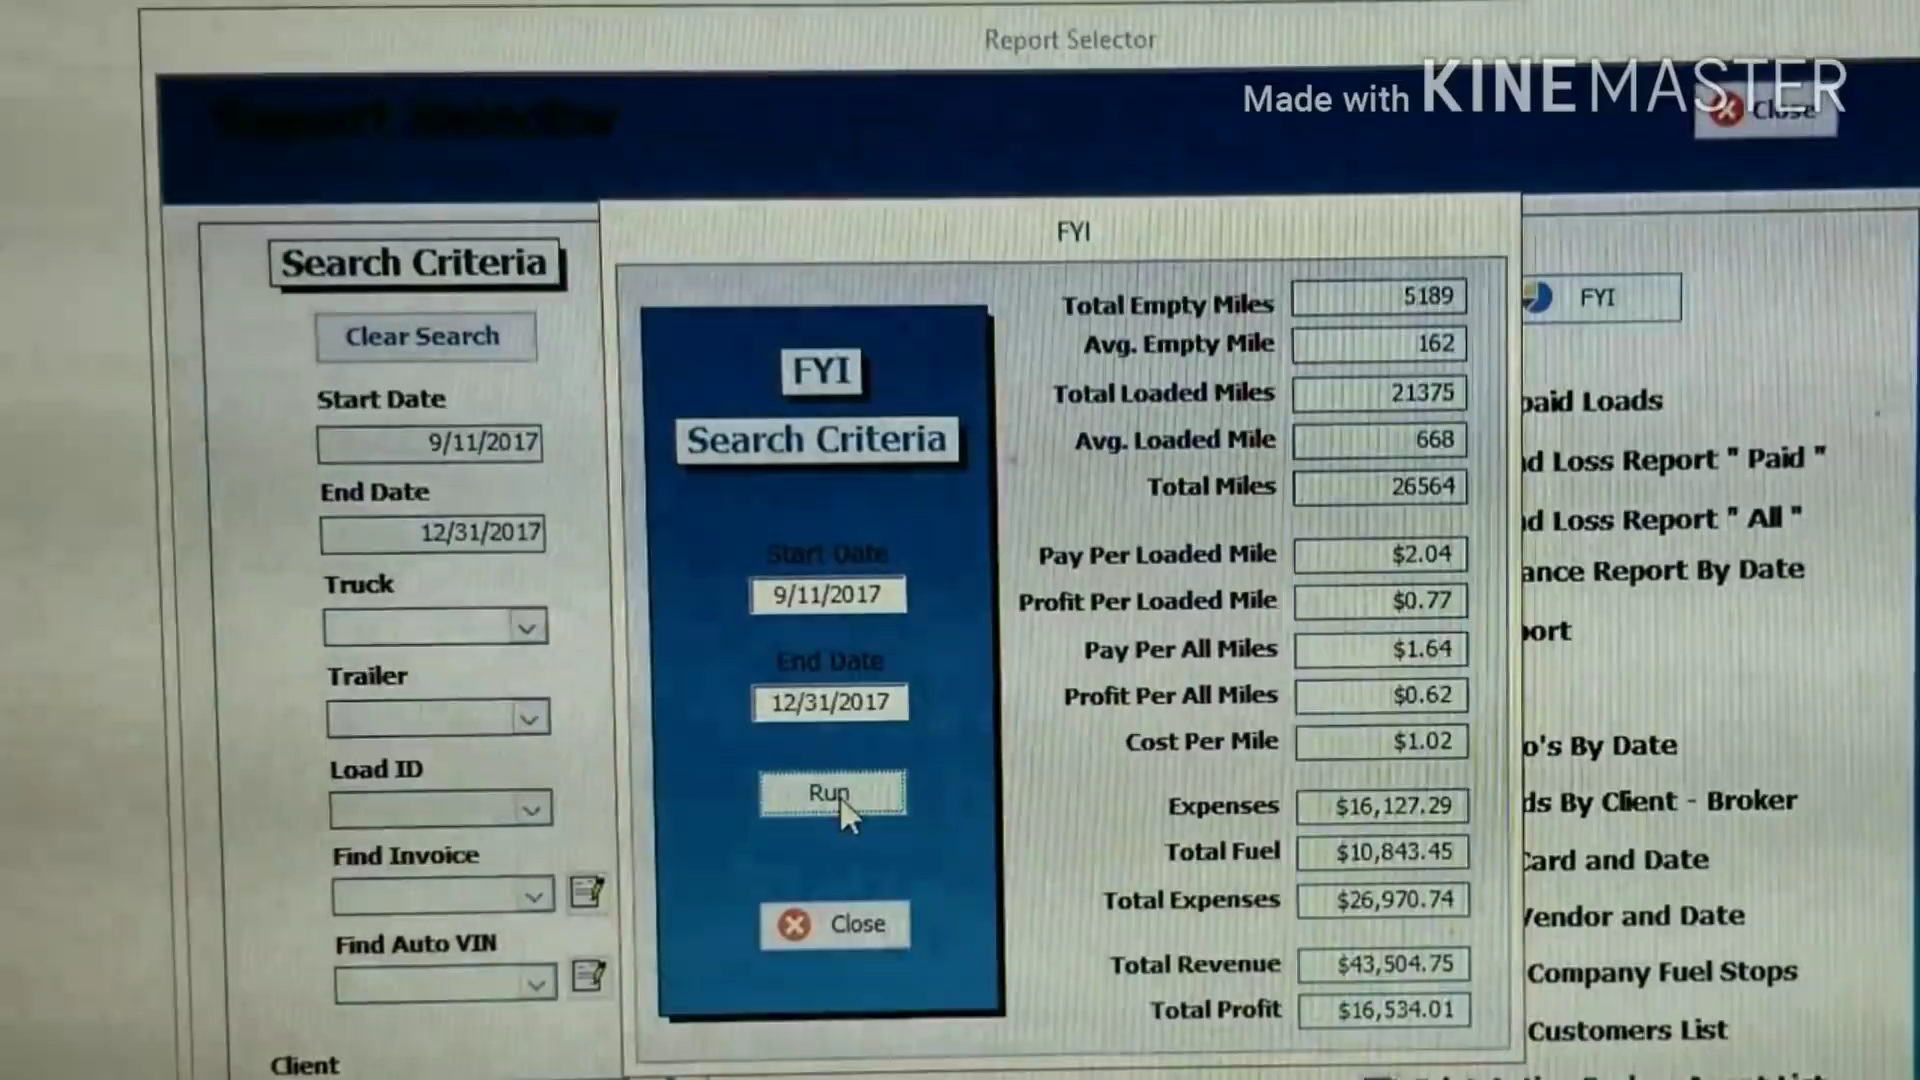 Report Selector
Made with KINEMASTER
Report Selector
Close
Search Criteria
Clear Search
Start Date
9/11/2017
End Date
12/31/2017
Truck
Trailer
Load ID
Find Invoice
Find Auto VIN
Client
FYI
FYI
Search Criteria
Start Date
9/11/2017
End Date
12/31/2017
Run
Close
Total Empty Miles 5189
Avg. Empty Mile 162
Total Loaded Miles 21375
Avg. Loaded Mile 668
Total Miles 26564
Pay Per Loaded Mile $2.04
Profit Per Loaded Mile $0.77
Pay Per All Miles $1.64
Profit Per All Miles $0.62
Cost Per Mile $1.02
Expenses $16,127.29
Total Fuel $10,843.45
Total Expenses $26,970.74
Total Revenue $43,504.75
Total Profit $16,534.01
FYI
paid Loads
nd Loss Report " Paid "
nd Loss Report " All "
ance Report By Date
port
o's By Date
ds By Client - Broker
Card and Date
Vendor and Date
Company Fuel Stops
Customers List